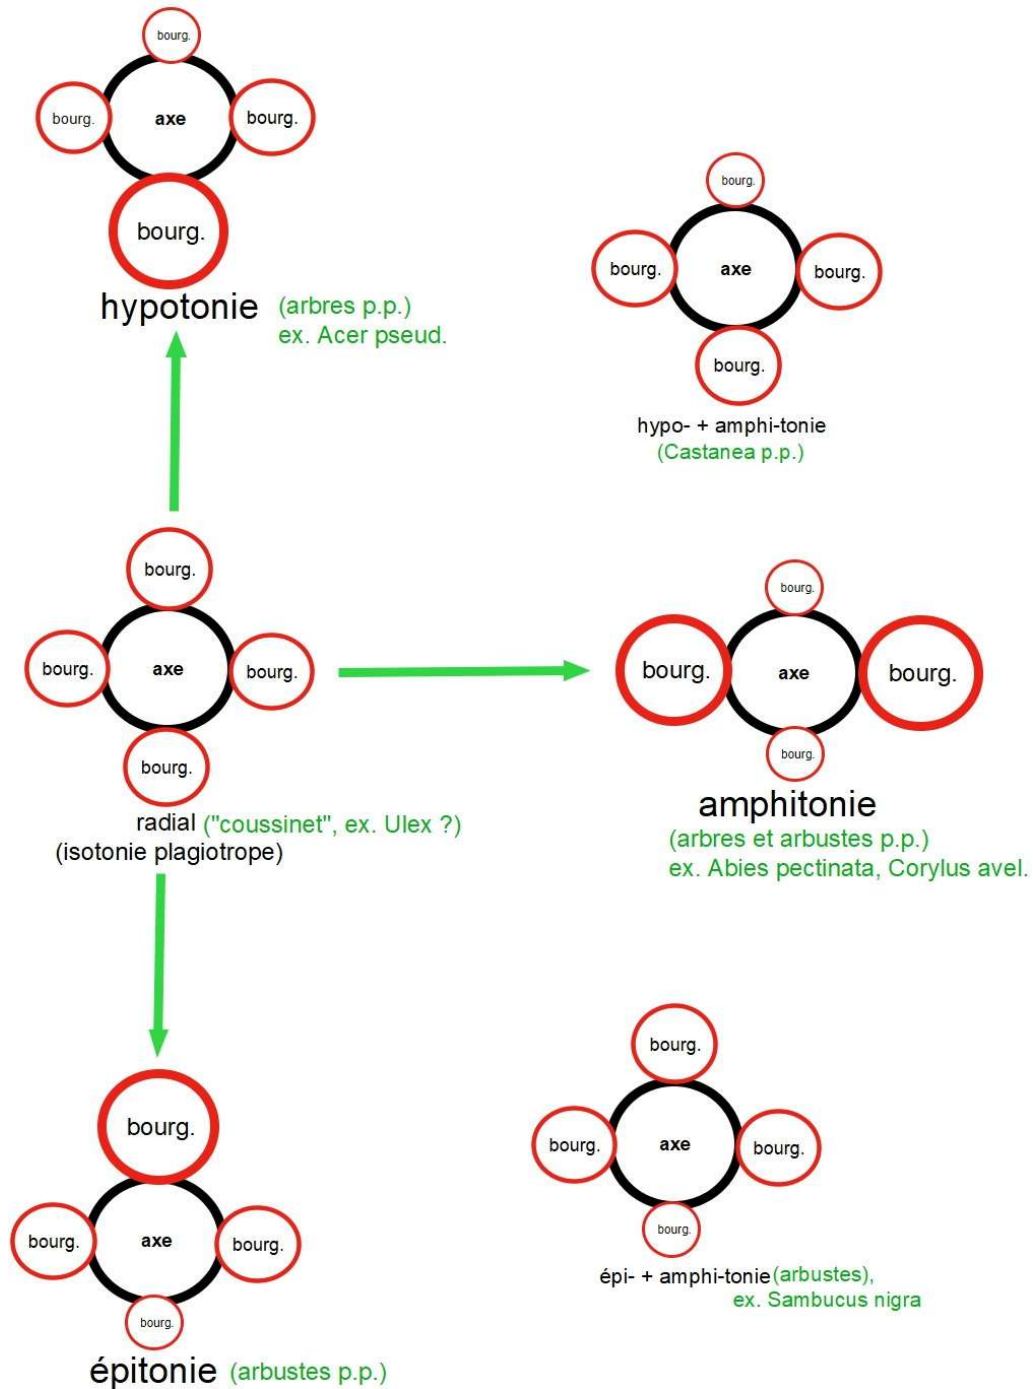 bourg.
bourg.
axe
bourg.
bourg.
hypotonie
(arbres p.p.)
ex. Acer pseud.
bourg.
bourg.
axe
bourg.
bourg.
hypo- + amphi-tonie
(Castanea p.p.)
bourg.
bourg.
axe
bourg.
bourg.
radial ("coussinet", ex. Ulex ?)
(isotonie plagiotrope)
bourg.
bourg.
axe
bourg.
bourg.
amphitonie
(arbres et arbustes p.p.)
ex. Abies pectinata, Corylus avel.
bourg.
bourg.
axe
bourg.
bourg.
épitonie (arbustes p.p.)
bourg.
bourg.
axe
bourg.
bourg.
épi- + amphi-tonie (arbustes),
ex. Sambucus nigra